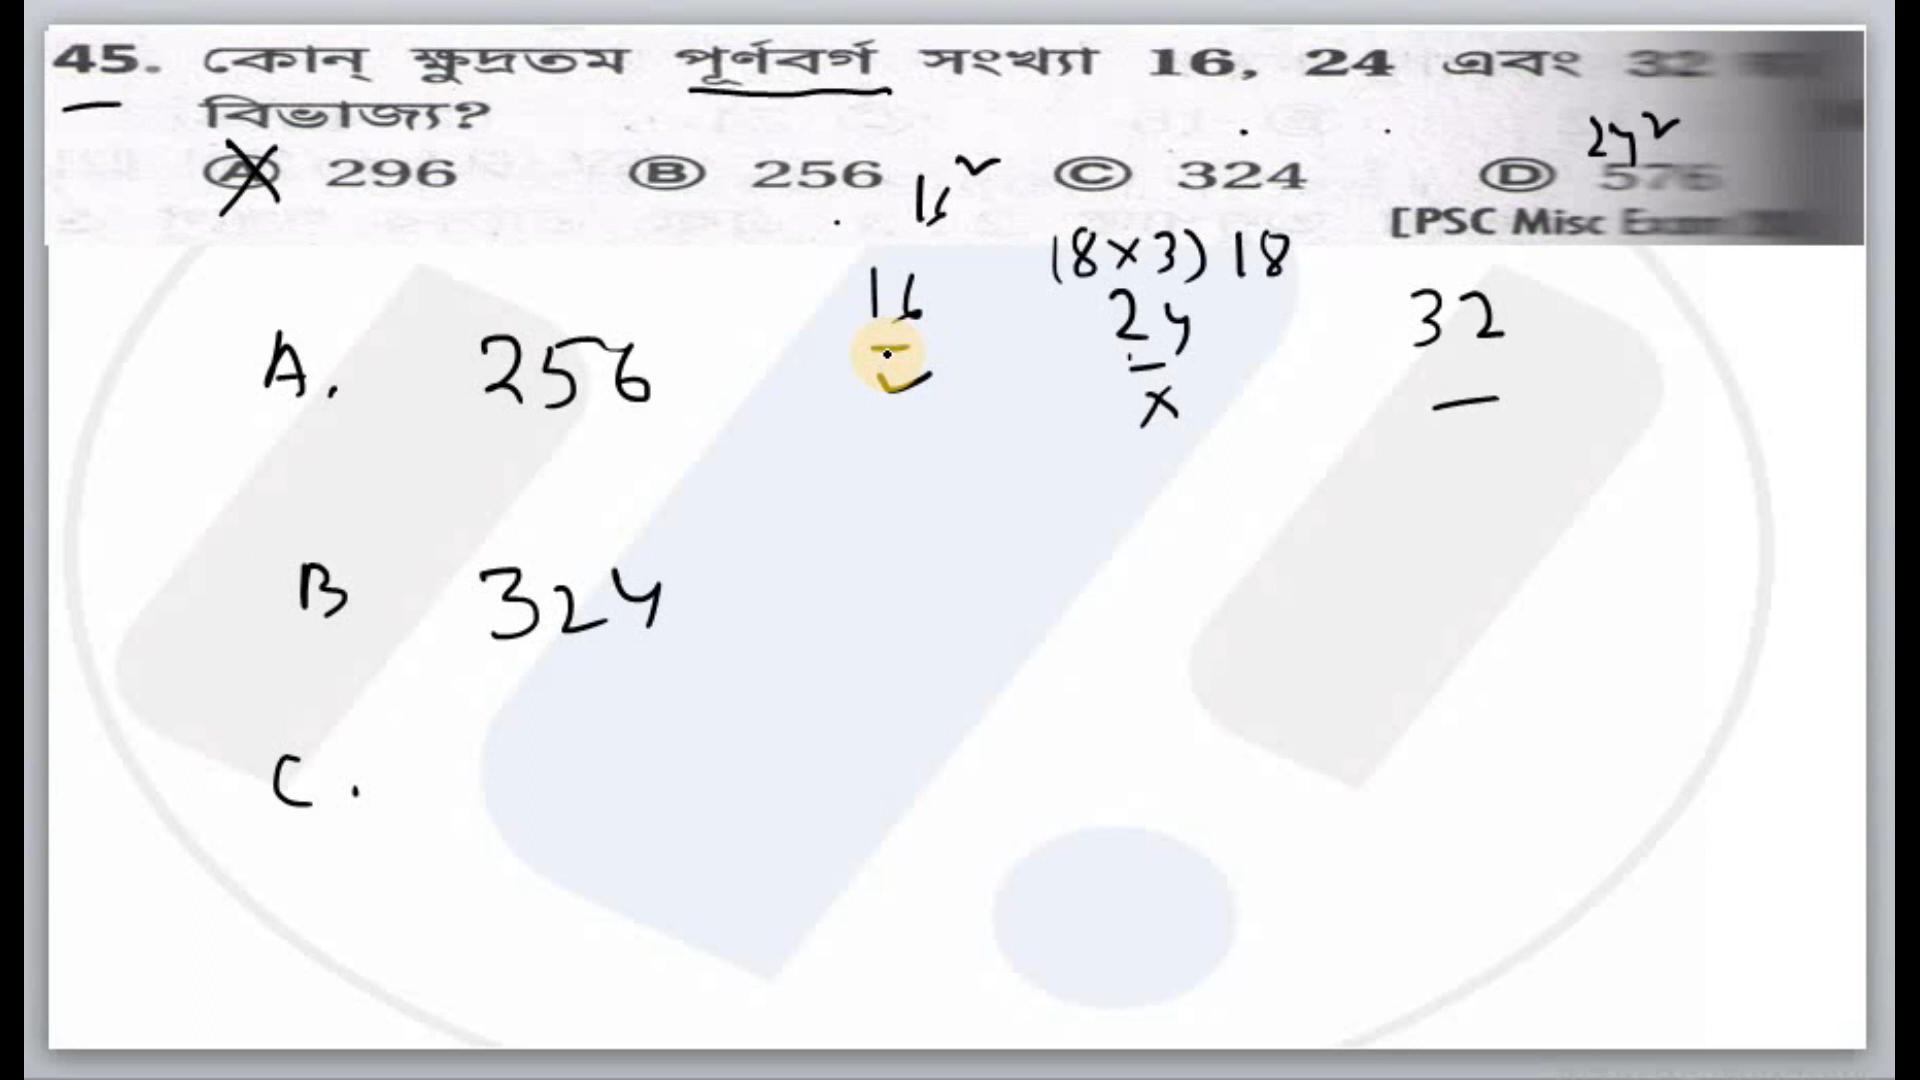 45. কোন্ ক্ষুদ্রতম পূর্ণবর্গ সংখ্যা 16, 24 এবং 32
বিভাজ্য?
24²
A 296 B 256 C 324 D 576
16²
[PSC Misc
(8×3) 18
16 24 32
A. 256
B 324
C.